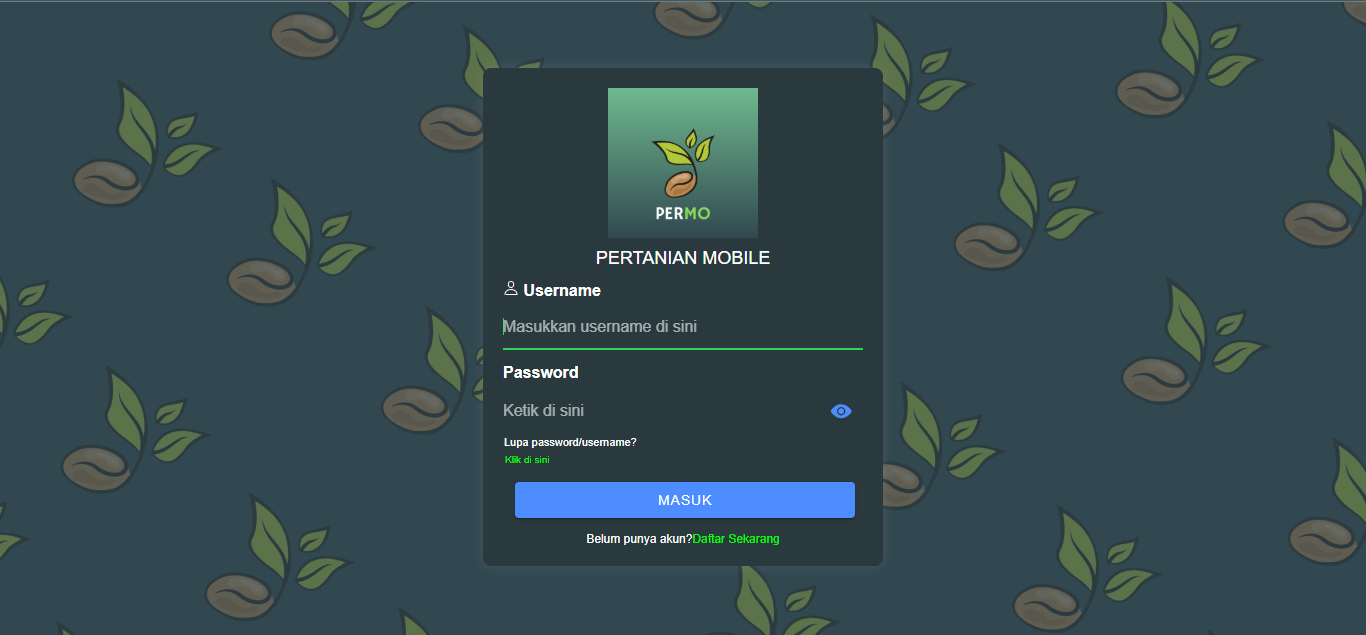 PERMO
PERTANIAN MOBILE
Username
Masukkan username di sini
Password
Ketik di sini
Lupa password/username?
Klik di sini
MASUK
Belum punya akun?Daftar Sekarang